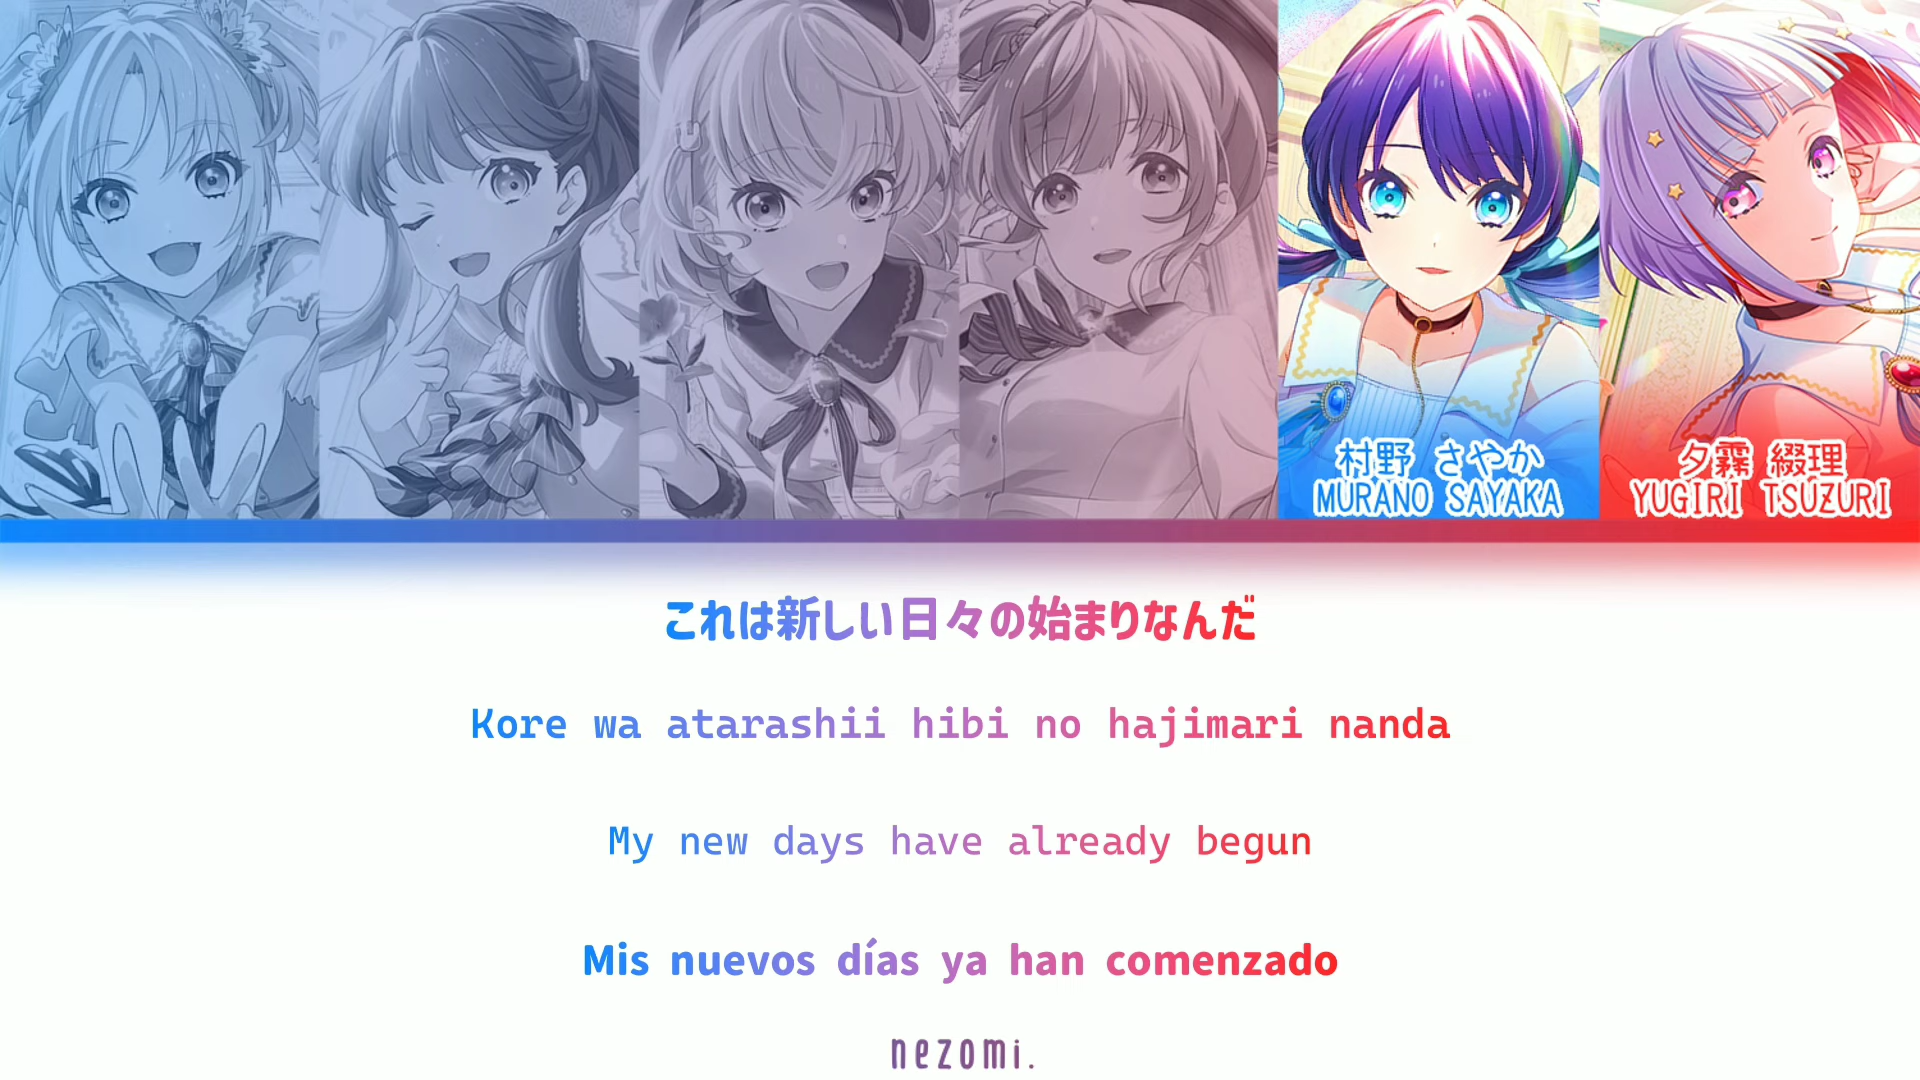 村野 さやか
MURANO SAYAKA
夕霧 綴理
YUGIRI TSUZURI
これは新しい日々の始まりなんだ
Kore wa atarashii hibi no hajimari nanda
My new days have already begun
Mis nuevos días ya han comenzado
nezomi.